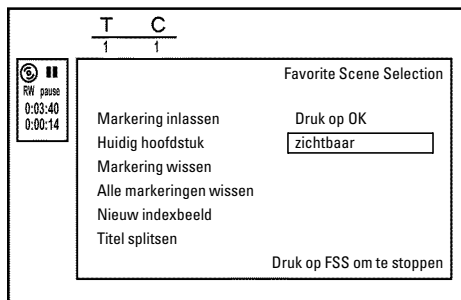 T C
1 1
RW pause
0:03:40
0:00:14
Favorite Scene Selection
Markering inlassen Druk op OK
Huidig hoofdstuk zichtbaar
Markering wissen
Alle markeringen wissen
Nieuw indexbeeld
Titel splitsen
Druk op FSS om te stoppen